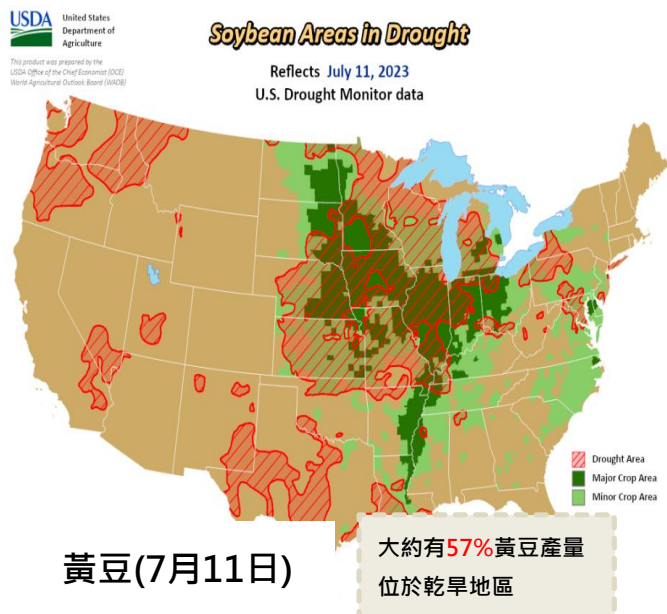 USDA
United States
Department of
Agriculture
This product was prepared by the
USDA Office of the Chief Economist (OCE)
World Agricultural Outlook Board (WAOB)
Soybean Areas in Drought
Reflects July 11, 2023
U.S. Drought Monitor data
Drought Area
Major Crop Area
Minor Crop Area
黃豆(7月11日)
大約有57%黃豆產量
位於乾旱地區